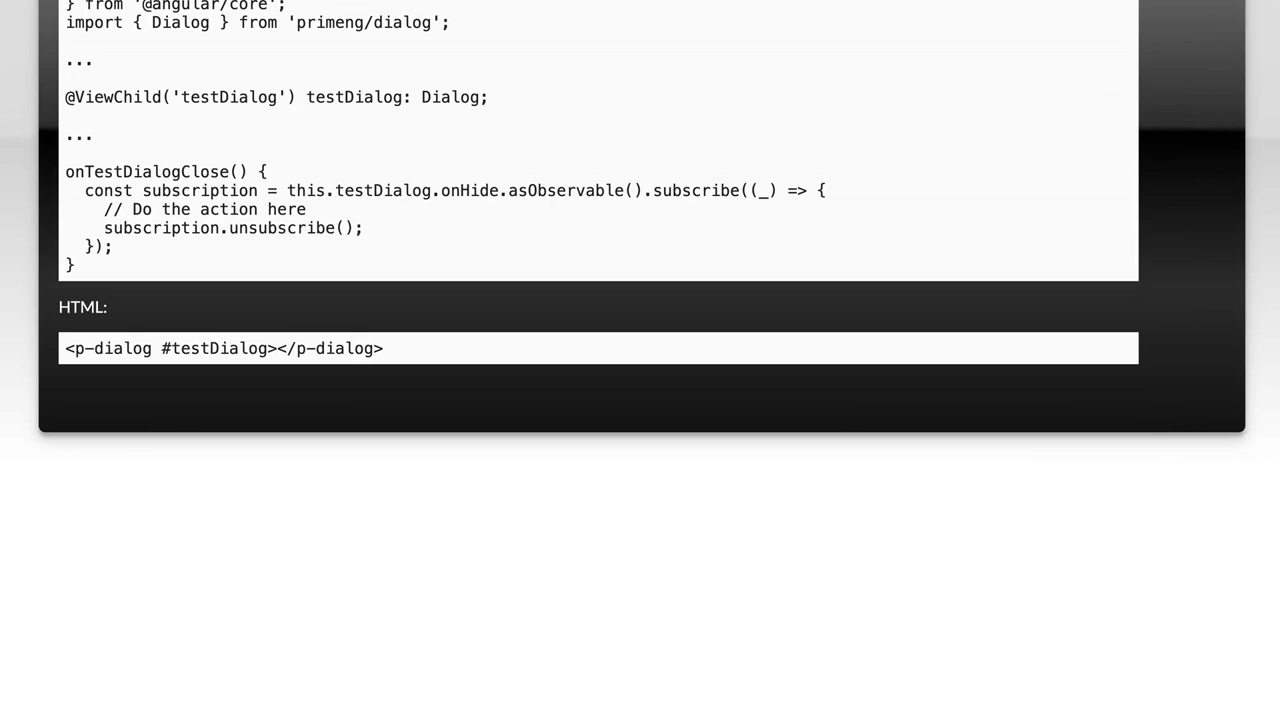 } from '@angular/core';
import { Dialog } from 'primeng/dialog';
...
@ViewChild('testDialog') testDialog: Dialog;
...
onTestDialogClose() {
  const subscription = this.testDialog.onHide.asObservable().subscribe((_) => {
    // Do the action here
    subscription.unsubscribe();
  });
}
HTML:
<p-dialog #testDialog></p-dialog>